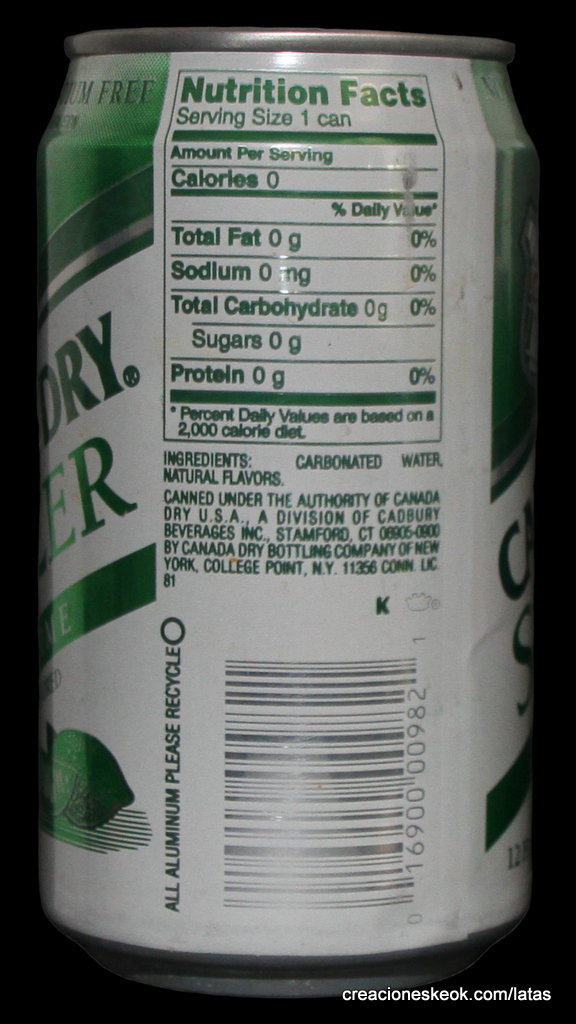 UM FREE
Nutrition Facts
Serving Size 1 can
Amount Per Serving
Calories 0
% Daily Value*
Total Fat 0 g 0%
Sodium 0 mg 0%
Total Carbohydrate 0g 0%
Sugars 0 g
Protein 0 g 0%
* Percent Daily Values are based on a
2,000 calorie diet.
INGREDIENTS: CARBONATED WATER,
NATURAL FLAVORS.
CANNED UNDER THE AUTHORITY OF CANADA
DRY U.S.A., A DIVISION OF CADBURY
BEVERAGES INC., STAMFORD, CT 06905-0800
BY CANADA DRY BOTTLING COMPANY OF NEW
YORK, COLLEGE POINT, N.Y. 11356 CONN. LIC.
81
K
DRY®
ER
NE
ALL ALUMINUM PLEASE RECYCLE
0 16900 00982 1
CA
S
12
creacioneskeok.com/latas